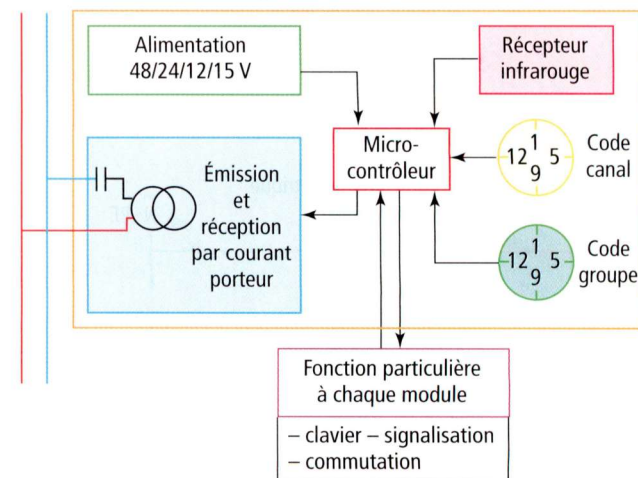 Alimentation
48/24/12/15 V
Récepteur
infrarouge
Micro-
contrôleur
1
12 5
9
Code
canal
Émission
et
réception
par courant
porteur
1
12 5
9
Code
groupe
Fonction particulière
à chaque module
– clavier – signalisation
– commutation